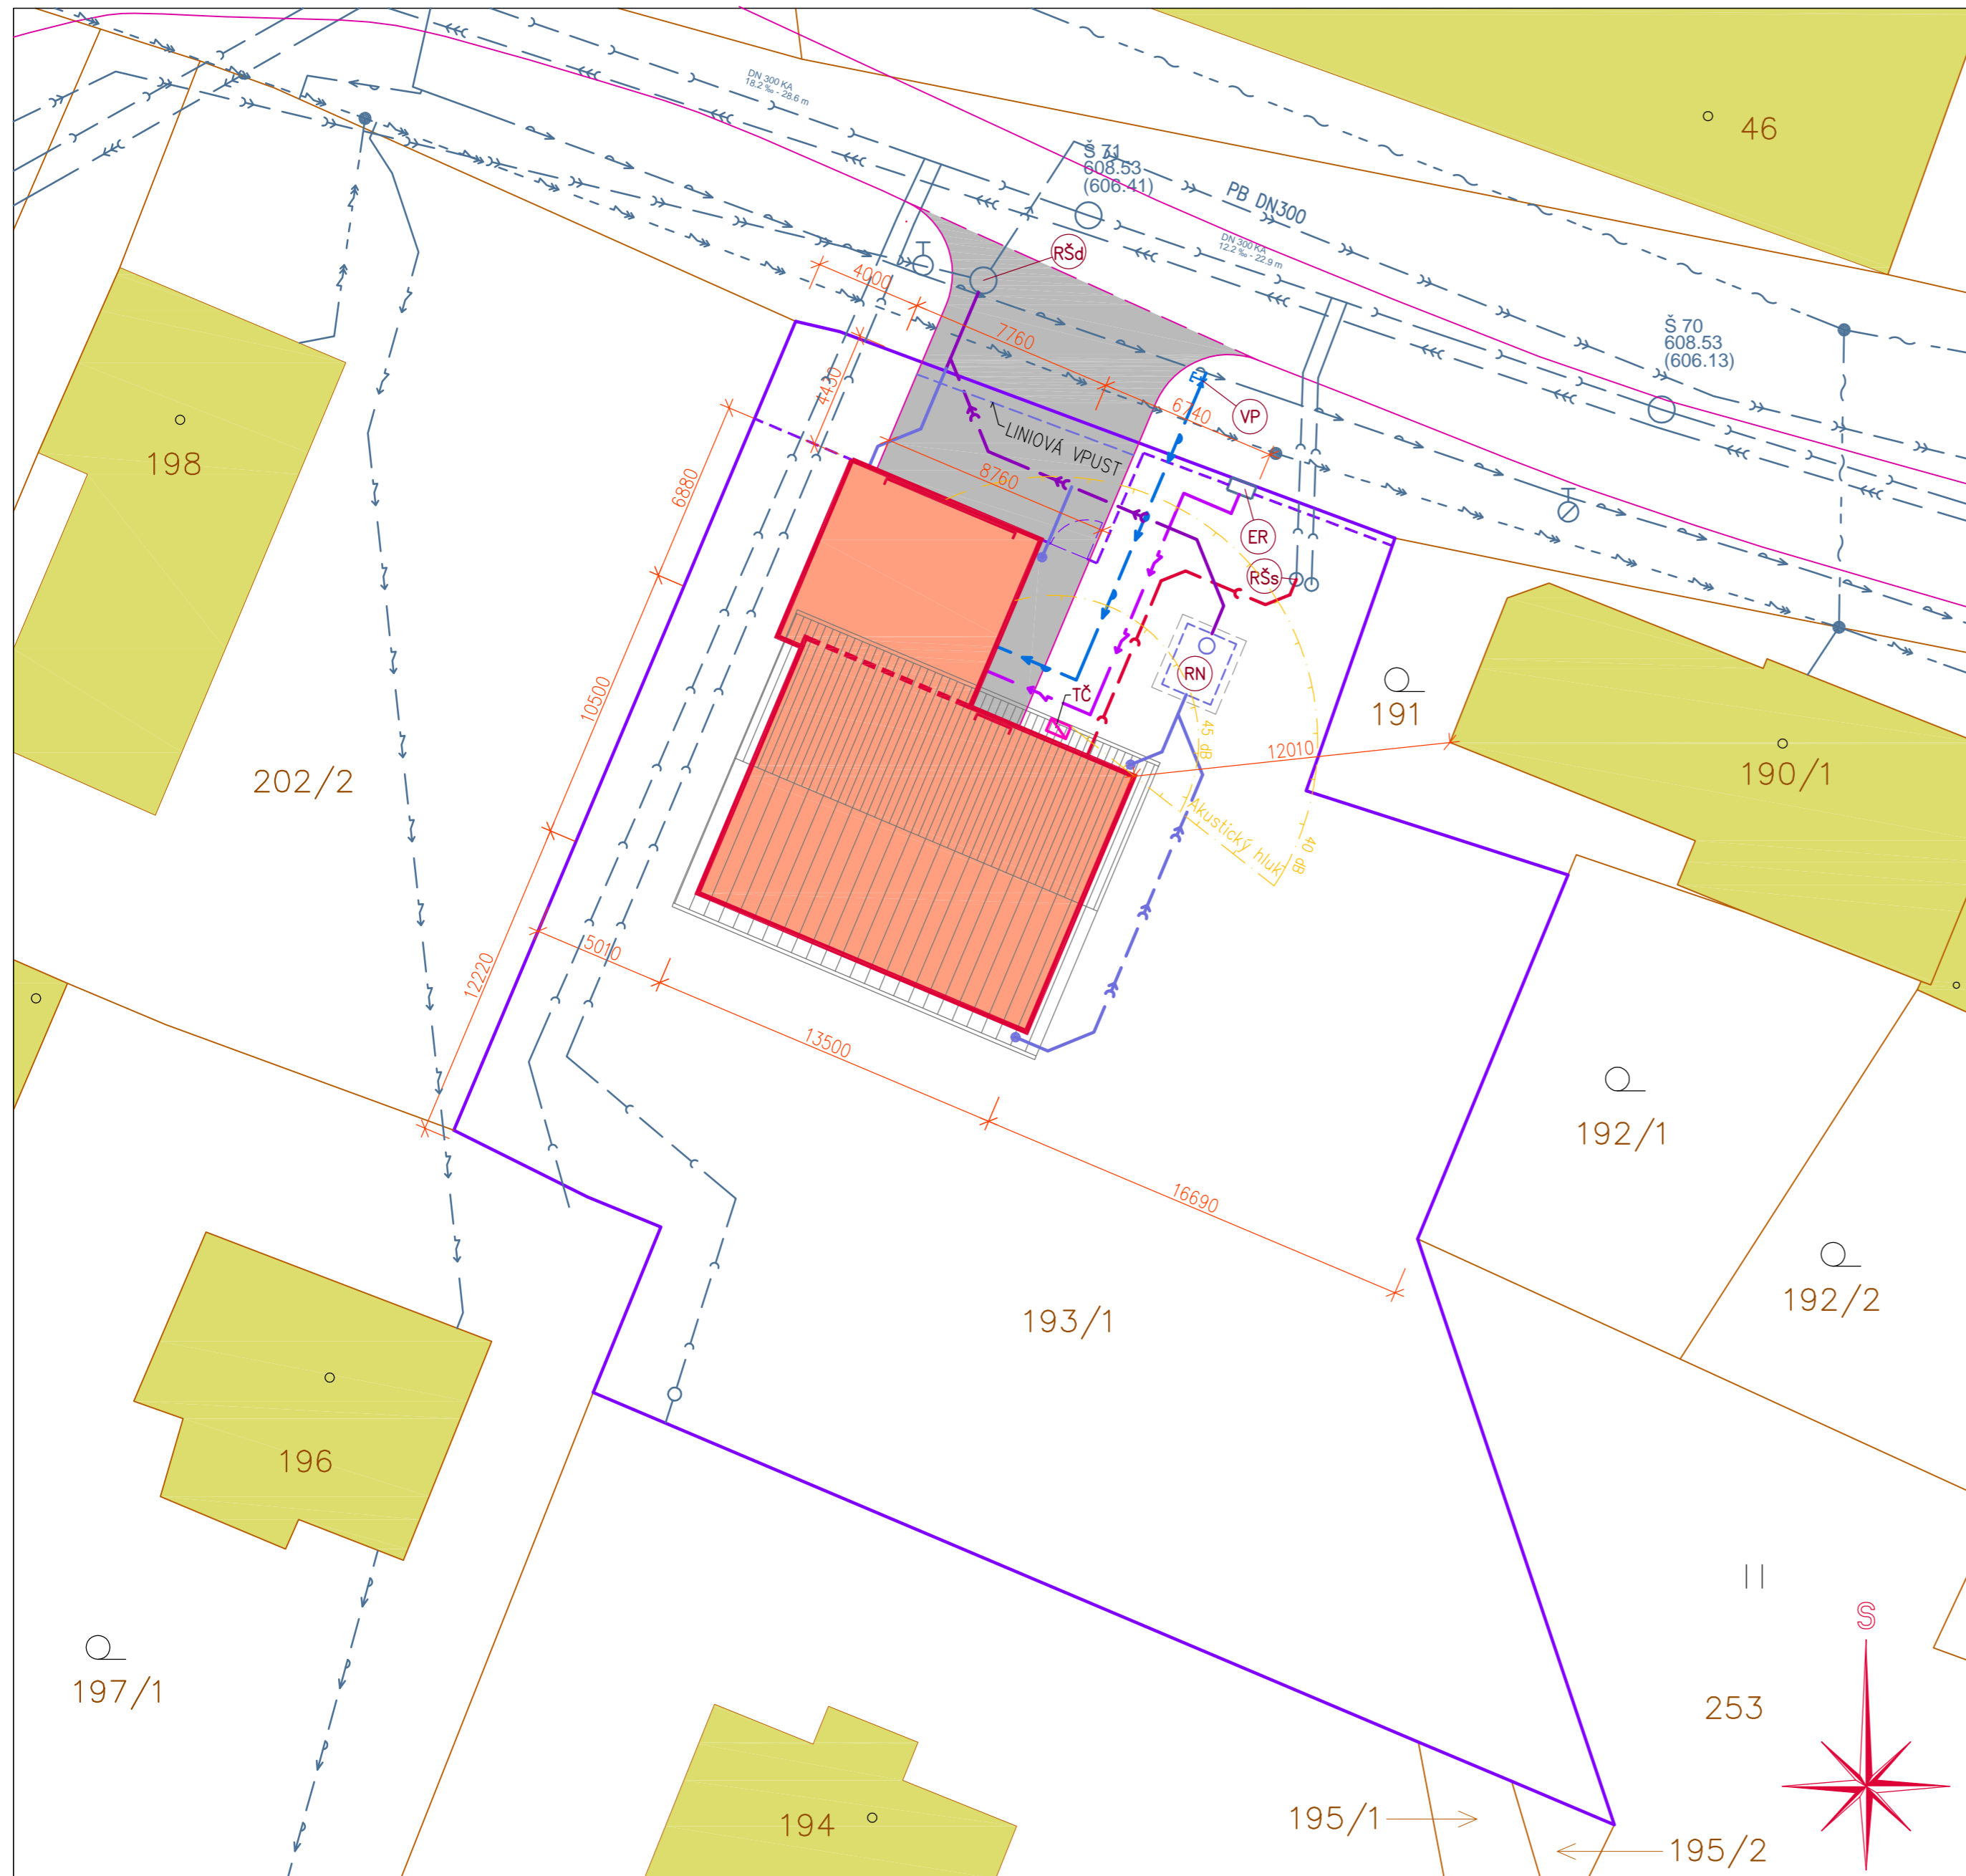 DN 300 KA
18.2 ‰ - 28.6 m
46
Š 71
608.53
(606.41)
PB DN300
DN 300 KA
12.2 ‰ - 22.9 m
RŠd
4000
7760
Š 70
608.53
(606.13)
4430
6740
VP
LINIOVÁ VPUST
198
6880
8760
ER
RŠs
RN
TČ
191
10500
45 dB
12010
190/1
202/2
Akustický hluk
40 dB
5010
12220
13500
192/1
16690
193/1
192/2
196
S
197/1
253
194
195/1
195/2